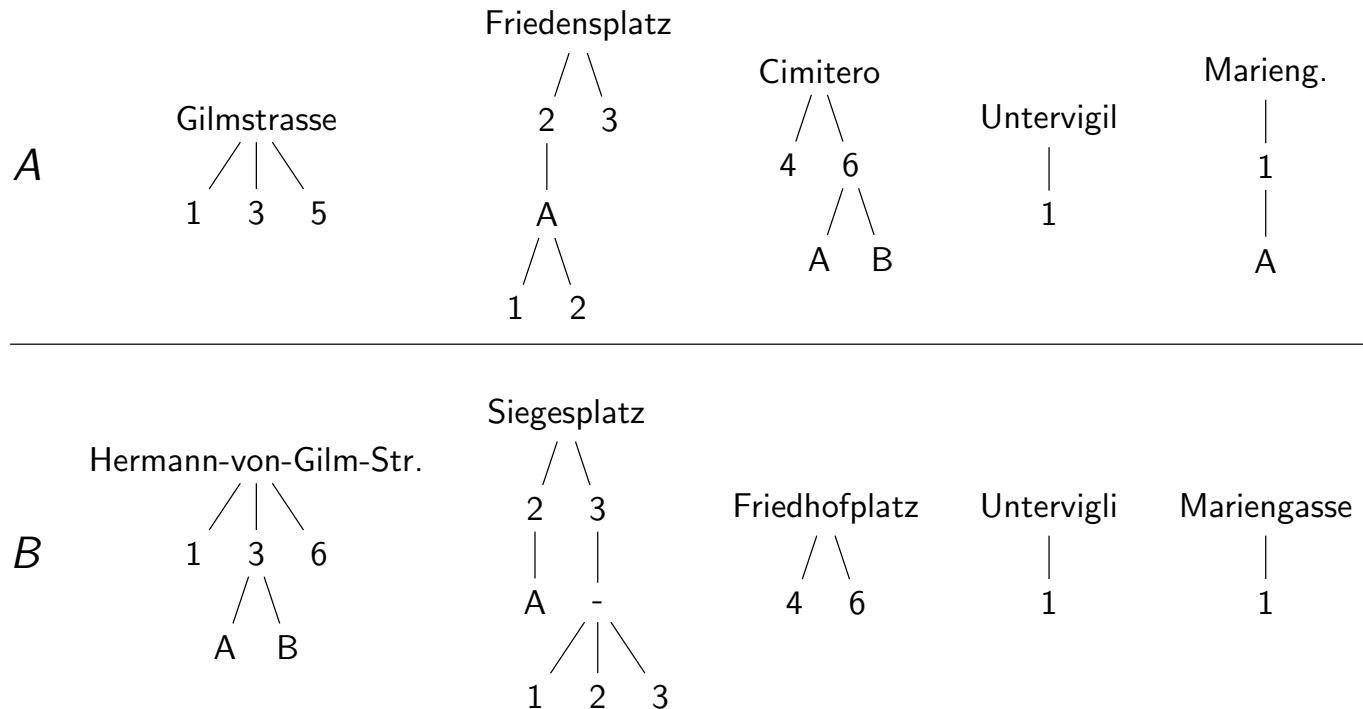 Friedensplatz
Cimitero
Marieng.
Gilmstrasse
2 3
Untervigil
A
4 6
1
1 3 5
A
1
A B
A
1 2
Siegesplatz
Hermann-von-Gilm-Str.
2 3
Friedhofplatz
Untervigli
Mariengasse
B
1 3 6
A -
4 6
1
1
A B
1 2 3